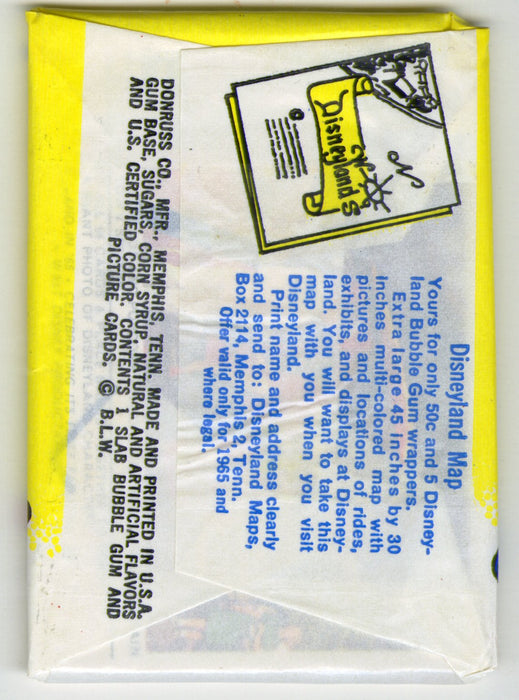 Disneyland Map
Yours for only 50c and 5 Disney-
land Bubble Gum wrappers.
Extra large 45 inches by 30
inches multi-colored map with
pictures and locations of rides,
exhibits, and displays at Disney-
land. You will want to take this
map with you when you visit
Disneyland.
Print name and address clearly
and send to: Disneyland Maps,
Box 2114, Memphis 2, Tenn.
Offer valid only for 1965 and
where legal.
N
W
Disneyland
S
DONRUSS CO., MFR., MEMPHIS, TENN. MADE AND PRINTED IN U.S.A.
GUM BASE, SUGARS, CORN SYRUP, NATURAL AND ARTIFICIAL FLAVORS
AND U.S. CERTIFIED COLOR. CONTENTS 1 SLAB BUBBLE GUM AND
PICTURE CARDS. © B.L.W.